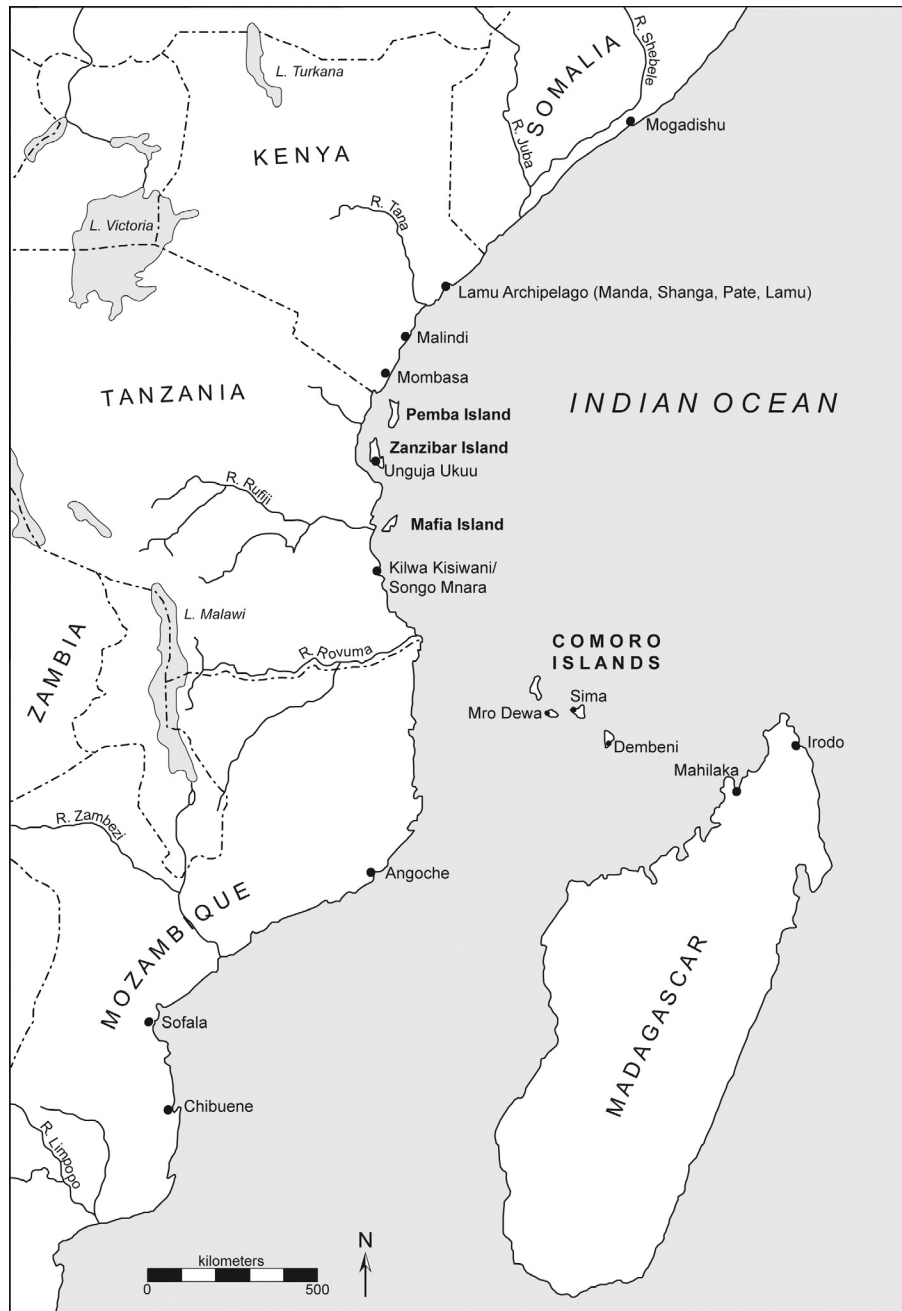 L. Turkana
SOMALIA
R. Shebele
R. Juba
Mogadishu
KENYA
R. Tana
L. Victoria
Lamu Archipelago (Manda, Shanga, Pate, Lamu)
Malindi
Mombasa
TANZANIA
INDIAN OCEAN
Pemba Island
Zanzibar Island
Unguja Ukuu
R. Rufiji
Mafia Island
Kilwa Kisiwani/
Songo Mnara
L. Malawi
ZAMBIA
R. Rovuma
COMORO
ISLANDS
Sima
Mro Dewa
Dembeni
Irodo
Mahilaka
R. Zambezi
Angoche
MOZAMBIQUE
MADAGASCAR
Sofala
Chibuene
R. Limpopo
N
kilometers
0 500